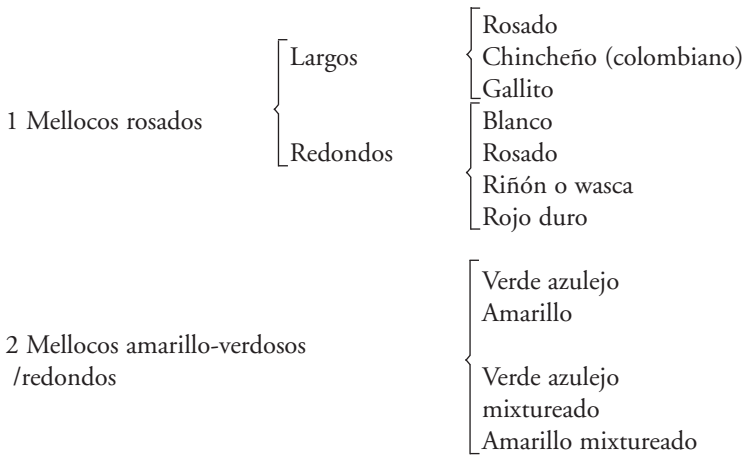 Rosado
Largos
Chincheño (colombiano)
Gallito
1 Mellocos rosados
Blanco
Redondos
Rosado
Riñón o wasca
Rojo duro
Verde azulejo
Amarillo
2 Mellocos amarillo-verdosos
/redondos
Verde azulejo
mixtureado
Amarillo mixtureado